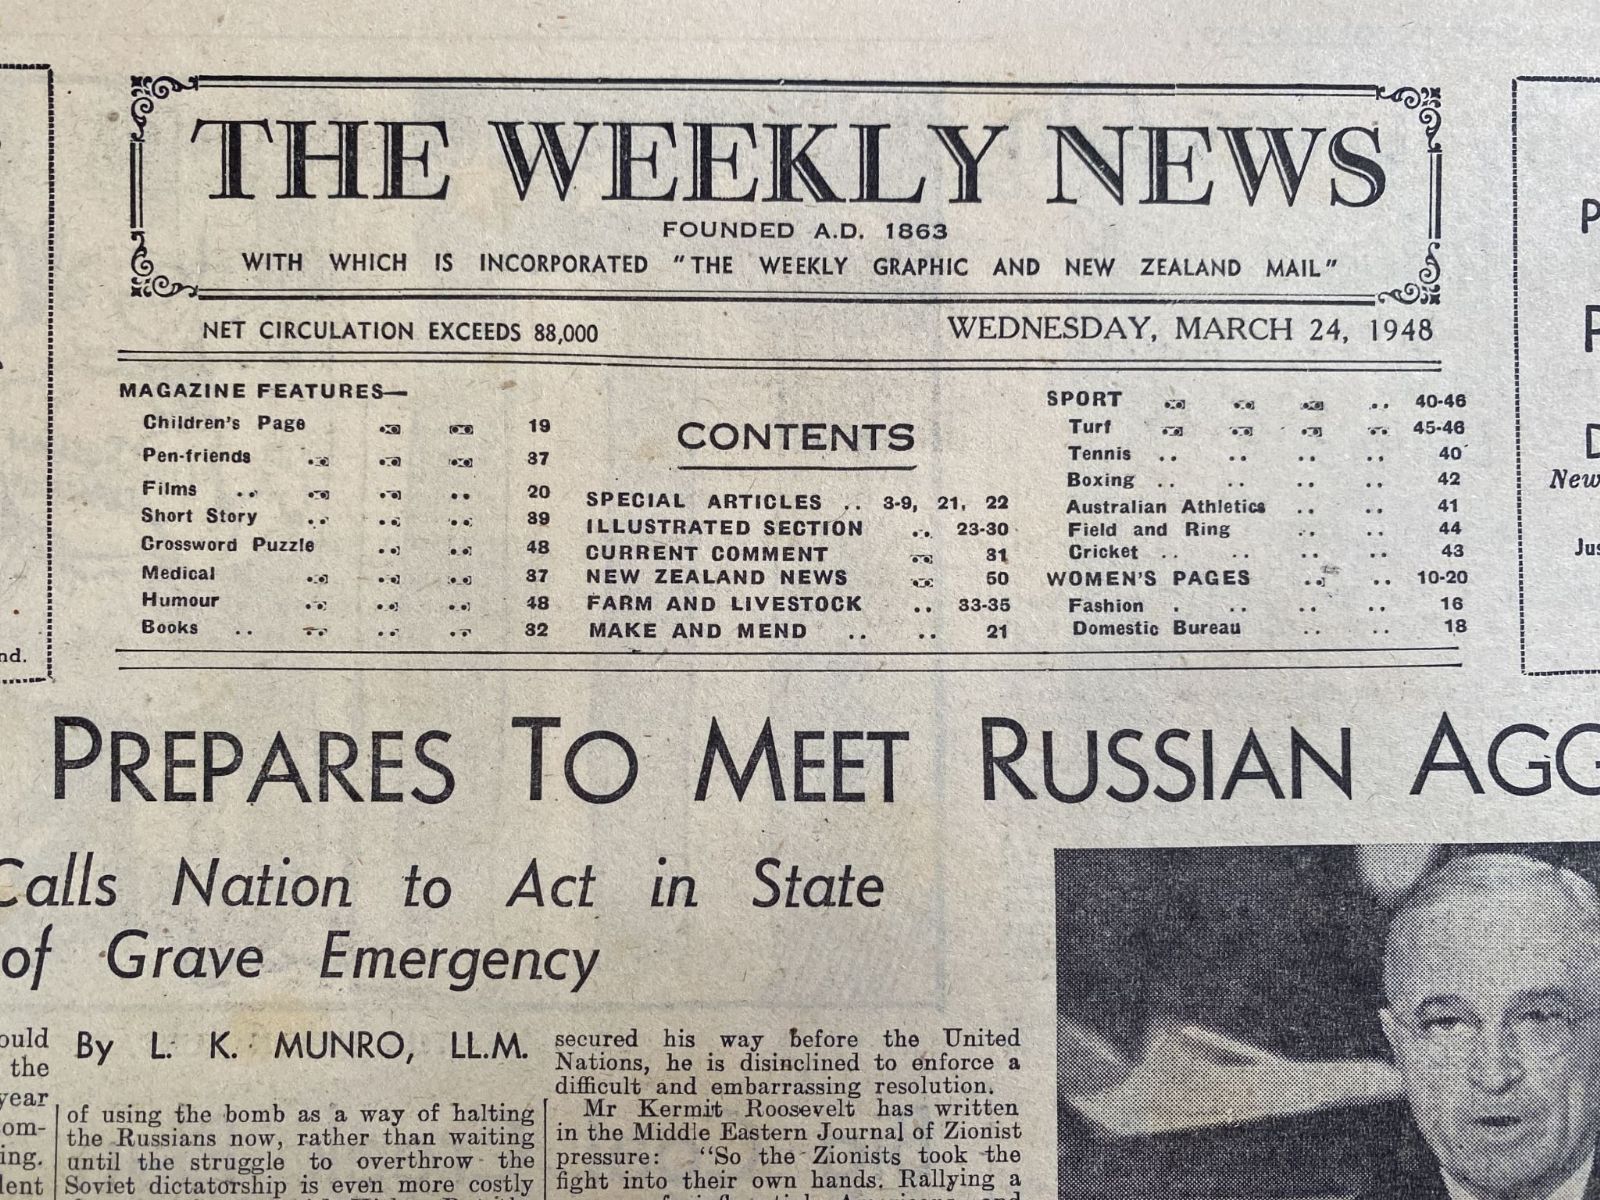 THE WEEKLY NEWS
FOUNDED A.D. 1863
WITH WHICH IS INCORPORATED "THE WEEKLY GRAPHIC AND NEW ZEALAND MAIL"
NET CIRCULATION EXCEEDS 88,000
WEDNESDAY, MARCH 24, 1948
MAGAZINE FEATURES—
Children's Page 19
Pen-friends 37
Films .. .. 20
Short Story 39
Crossword Puzzle 48
Medical 37
Humour 48
Books .. 32
CONTENTS
SPECIAL ARTICLES .. 3-9, 21, 22
ILLUSTRATED SECTION .. 23-30
CURRENT COMMENT 31
NEW ZEALAND NEWS 50
FARM AND LIVESTOCK .. 33-35
MAKE AND MEND .. .. 21
SPORT .. 40-46
Turf 45-46
Tennis .. .. .. .. 40
Boxing .. .. .. .. 42
Australian Athletics .. .. 41
Field and Ring .. .. 44
Cricket .. .. .. .. 43
WOMEN'S PAGES .. .. 10-20
Fashion . .. .. .. 16
Domestic Bureau .. .. 18
nd.
P
P
D
New
Jus
PREPARES TO MEET RUSSIAN AGG
Calls Nation to Act in State
of Grave Emergency
ould
the
year
om-
ing.
lent
By L. K. MUNRO, LL.M.
of using the bomb as a way of halting
the Russians now, rather than waiting
until the struggle to overthrow the
Soviet dictatorship is even more costly
secured his way before the United
Nations, he is disinclined to enforce a
difficult and embarrassing resolution.
Mr Kermit Roosevelt has written
in the Middle Eastern Journal of Zionist
pressure: "So the Zionists took the
fight into their own hands. Rallying a